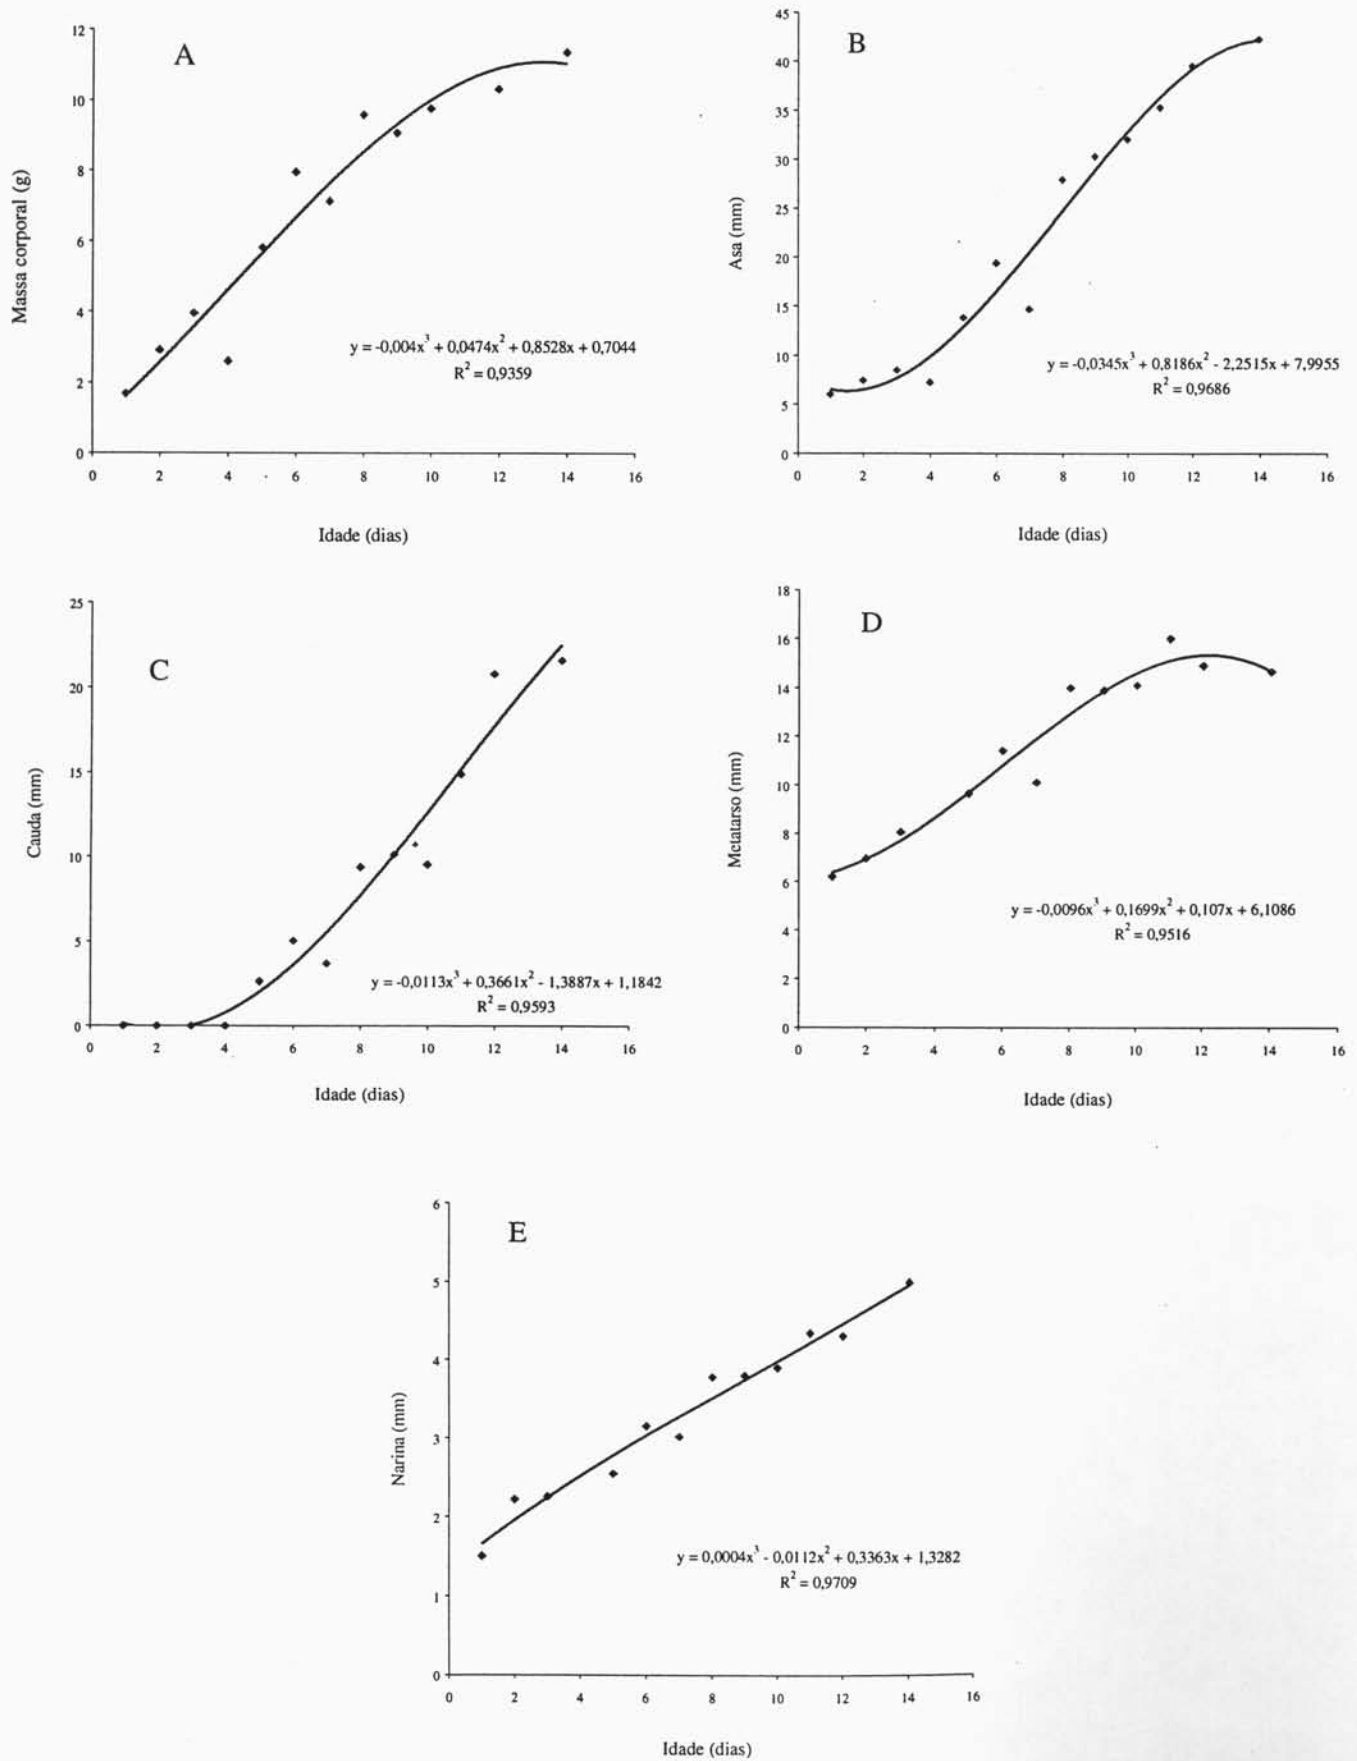 A
Massa corporal (g)
12
10
8
6
4
2
0
y = -0,004x³ + 0,0474x² + 0,8528x + 0,7044
R² = 0,9359
0 2 4 6 8 10 12 14 16
Idade (dias)
B
Asa (mm)
45
40
35
30
25
20
15
10
5
0
y = -0,0345x³ + 0,8186x² - 2,2515x + 7,9955
R² = 0,9686
0 2 4 6 8 10 12 14 16
Idade (dias)
C
Cauda (mm)
25
20
15
10
5
0
y = -0,0113x³ + 0,3661x² - 1,3887x + 1,1842
R² = 0,9593
0 2 4 6 8 10 12 14 16
Idade (dias)
D
Metatarso (mm)
18
16
14
12
10
8
6
4
2
0
y = -0,0096x³ + 0,1699x² + 0,107x + 6,1086
R² = 0,9516
0 2 4 6 8 10 12 14 16
Idade (dias)
E
Narina (mm)
6
5
4
3
2
1
0
y = 0,0004x³ - 0,0112x² + 0,3363x + 1,3282
R² = 0,9709
0 2 4 6 8 10 12 14 16
Idade (dias)